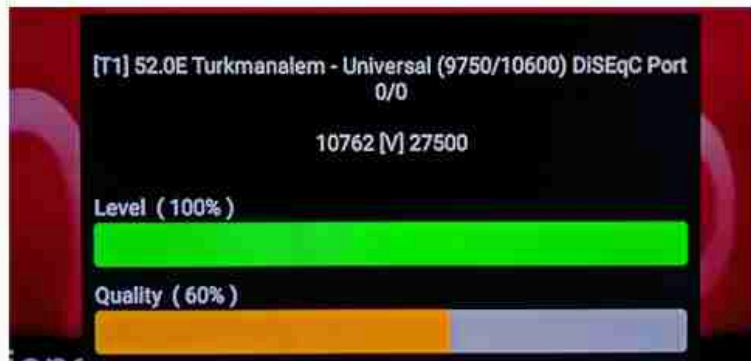 [T1] 52.0E Turkmanalem - Universal (9750/10600) DiSEqC Port
0/0
10762 [V] 27500
Level ( 100% )
Quality ( 60% )